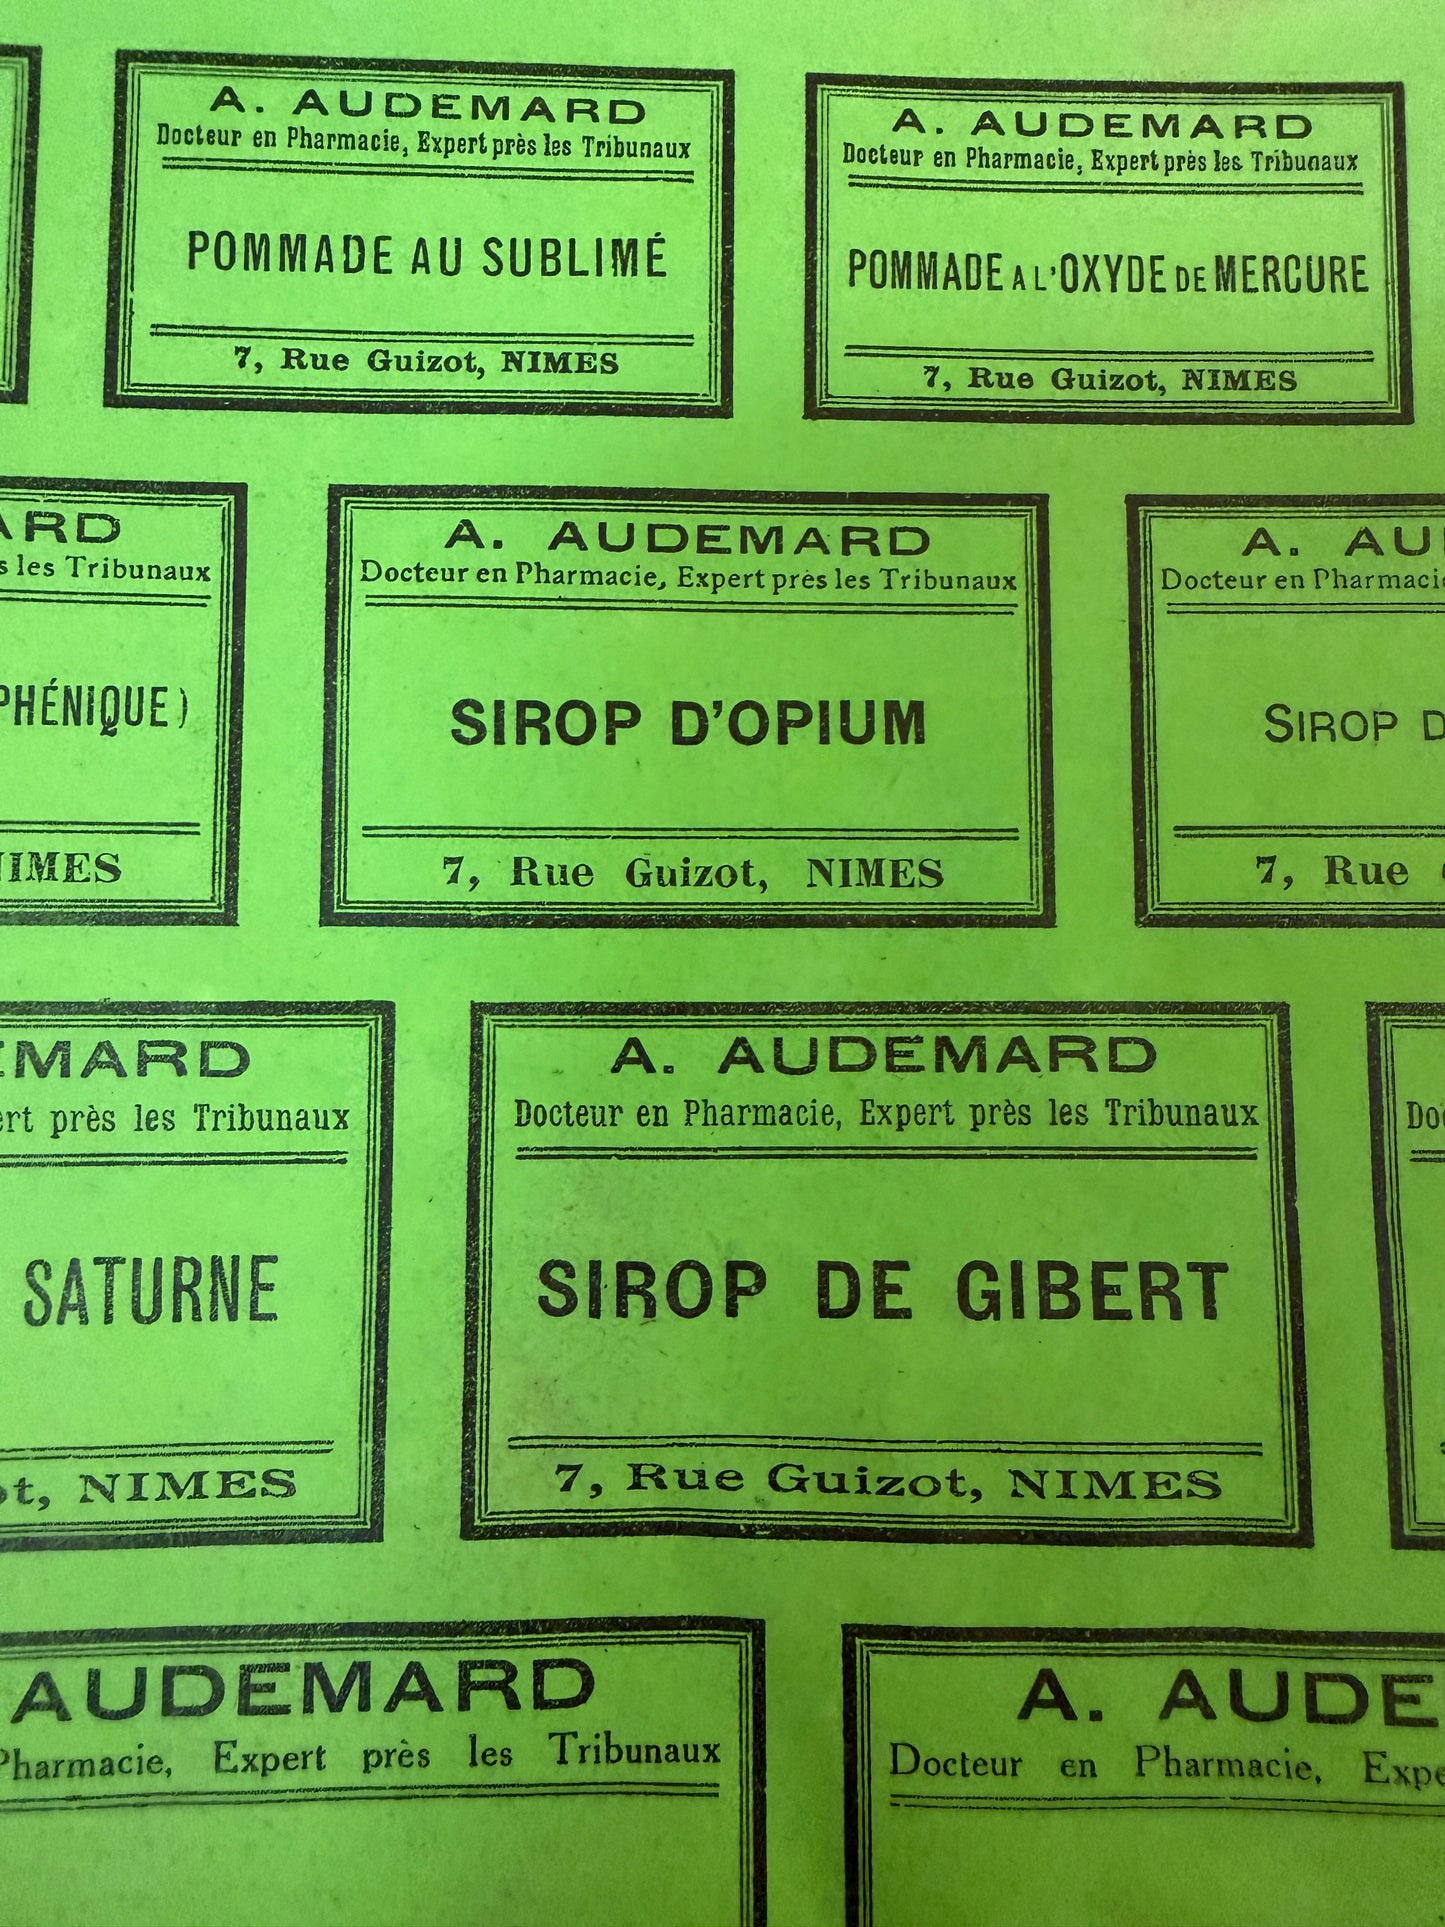 A. AUDEMARD
Docteur en Pharmacie, Expert près les Tribunaux
POMMADE AU SUBLIMÉ
7, Rue Guizot, NIMES
A. AUDEMARD
Docteur en Pharmacie, Expert près les Tribunaux
POMMADE A L'OXYDE DE MERCURE
7, Rue Guizot, NIMES
ARD
s les Tribunaux
PHÉNIQUE)
NIMES
A. AUDEMARD
Docteur en Pharmacie, Expert près les Tribunaux
SIROP D'OPIUM
7, Rue Guizot, NIMES
A. AU
Docteur en Pharmaci
SIROP D
7, Rue
EMARD
ert près les Tribunaux
SATURNE
ot, NIMES
A. AUDEMARD
Docteur en Pharmacie, Expert près les Tribunaux
SIROP DE GIBERT
7, Rue Guizot, NIMES
Do
AUDEMARD
Pharmacie, Expert près les Tribunaux
A. AUDE
Docteur en Pharmacie, Expe